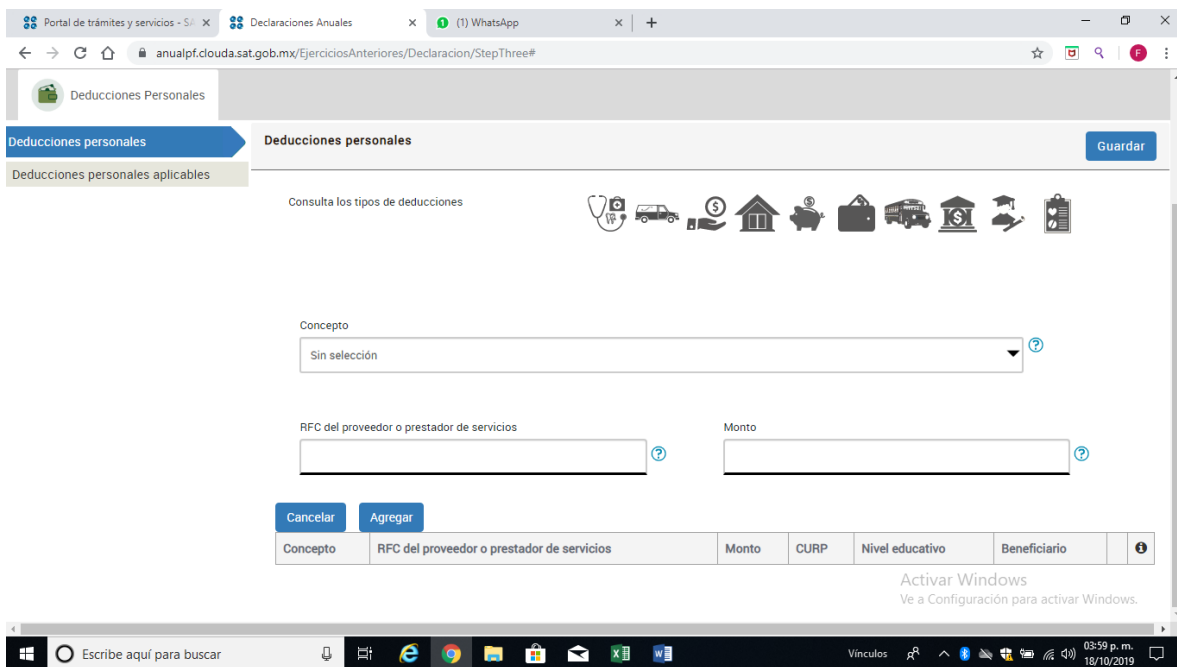 Portal de trámites y servicios - SA
Declaraciones Anuales
(1) WhatsApp
anualpf.clouda.sat.gob.mx/EjerciciosAnteriores/Declaracion/StepThree#
F
Deducciones Personales
Deducciones personales
Deducciones personales
Guardar
Deducciones personales aplicables
Consulta los tipos de deducciones
Concepto
Sin selección
RFC del proveedor o prestador de servicios
Monto
Cancelar
Agregar
Concepto RFC del proveedor o prestador de servicios Monto CURP Nivel educativo Beneficiario
Activar Windows
Ve a Configuración para activar Windows.
Escribe aquí para buscar
Vínculos
03:59 p. m.
18/10/2019